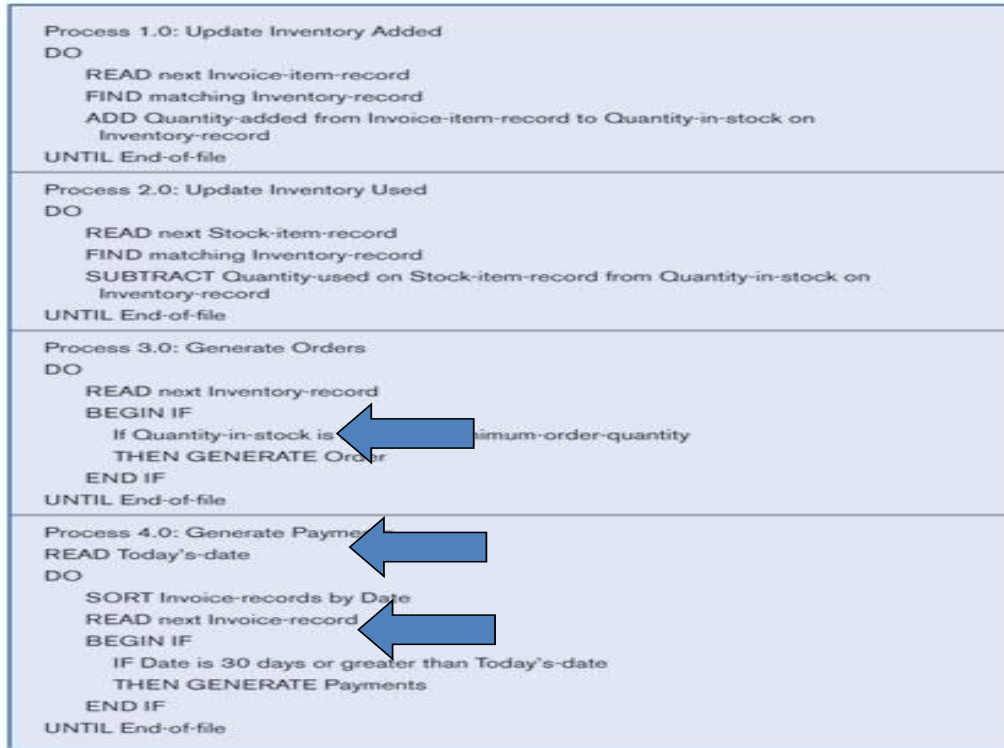 Process 1.0: Update Inventory Added
DO
READ next Invoice-item-record
FIND matching Inventory-record
ADD Quantity-added from Invoice-item-record to Quantity-in-stock on
Inventory-record
UNTIL End-of-file
Process 2.0: Update Inventory Used
DO
READ next Stock-item-record
FIND matching Inventory-record
SUBTRACT Quantity-used on Stock-item-record from Quantity-in-stock on
Inventory-record
UNTIL End-of-file
Process 3.0: Generate Orders
DO
READ next Inventory-record
BEGIN IF
If Quantity-in-stock is
THEN GENERATE Order
END IF
UNTIL End-of-file
Process 4.0: Generate Payments
READ Today's-date
DO
SORT Invoice-records by Date
READ next Invoice-record
BEGIN IF
IF Date is 30 days or greater than Today's-date
THEN GENERATE Payments
END IF
UNTIL End-of-file